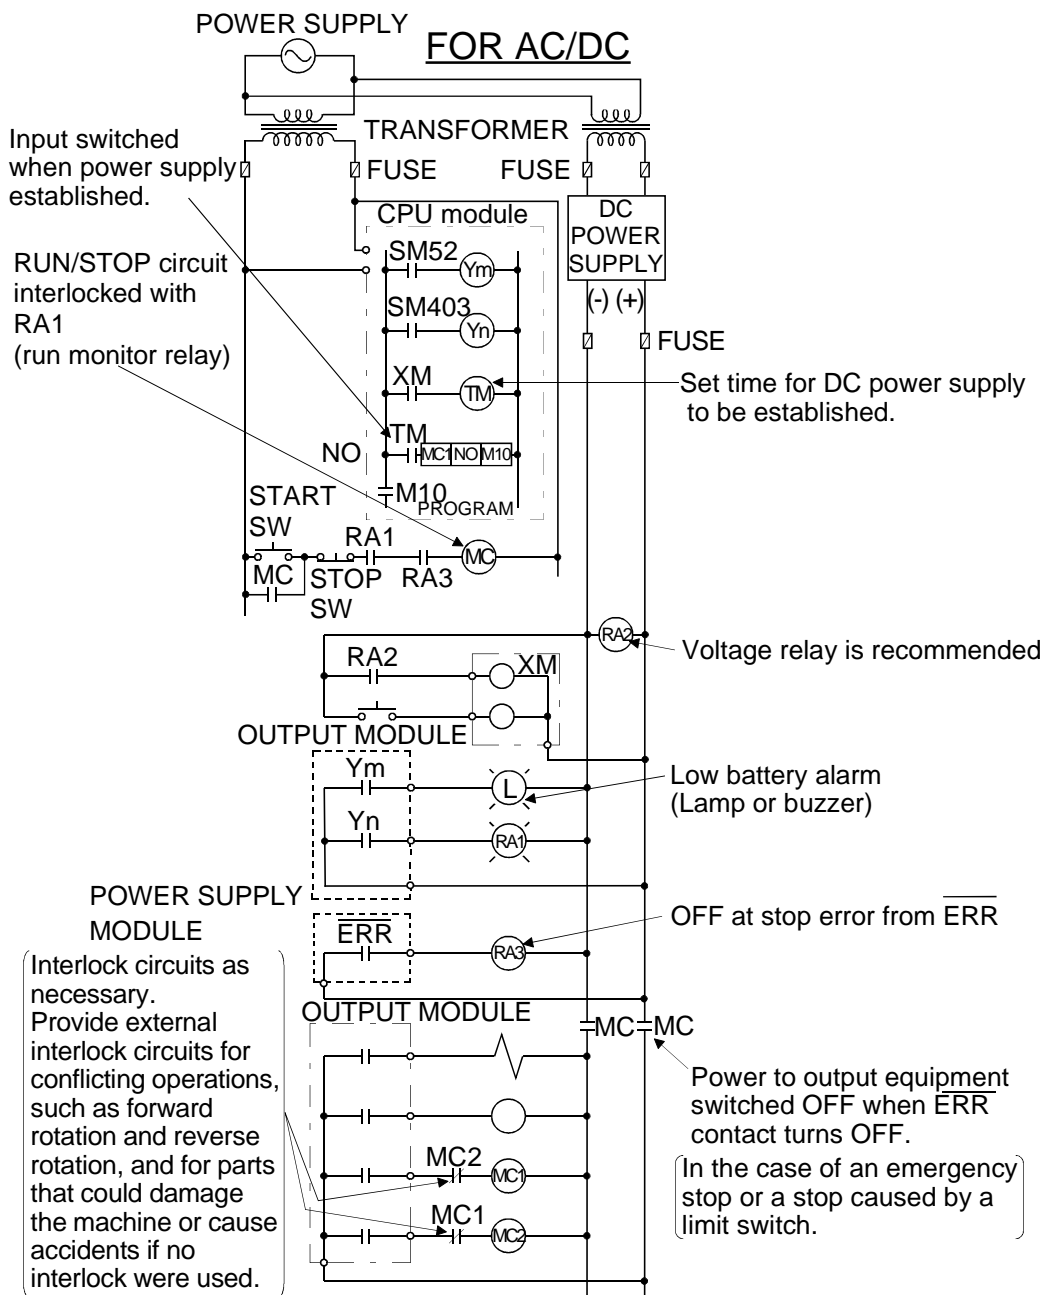 POWER SUPPLY
FOR AC/DC
TRANSFORMER
Input switched
when power supply
established.
FUSE
FUSE
DC
POWER
SUPPLY
(-) (+)
FUSE
CPU module
SM52
Ym
SM403
Yn
XM
TM
Set time for DC power supply
to be established.
TM
MC1 NO M10
NO
M10
PROGRAM
RUN/STOP circuit
interlocked with
RA1
(run monitor relay)
START
SW
MC
STOP
SW
RA1
RA3
MC
RA2
Voltage relay is recommended
RA2
XM
OUTPUT MODULE
Ym
L
Low battery alarm
(Lamp or buzzer)
Yn
RA1
POWER SUPPLY
MODULE
ERR
RA3
OFF at stop error from ERR
OUTPUT MODULE
MC
MC
Power to output equipment
switched OFF when ERR
contact turns OFF.
In the case of an emergency
stop or a stop caused by a
limit switch.
Interlock circuits as
necessary.
Provide external
interlock circuits for
conflicting operations,
such as forward
rotation and reverse
rotation, and for parts
that could damage
the machine or cause
accidents if no
interlock were used.
MC2
MC1
MC1
MC2